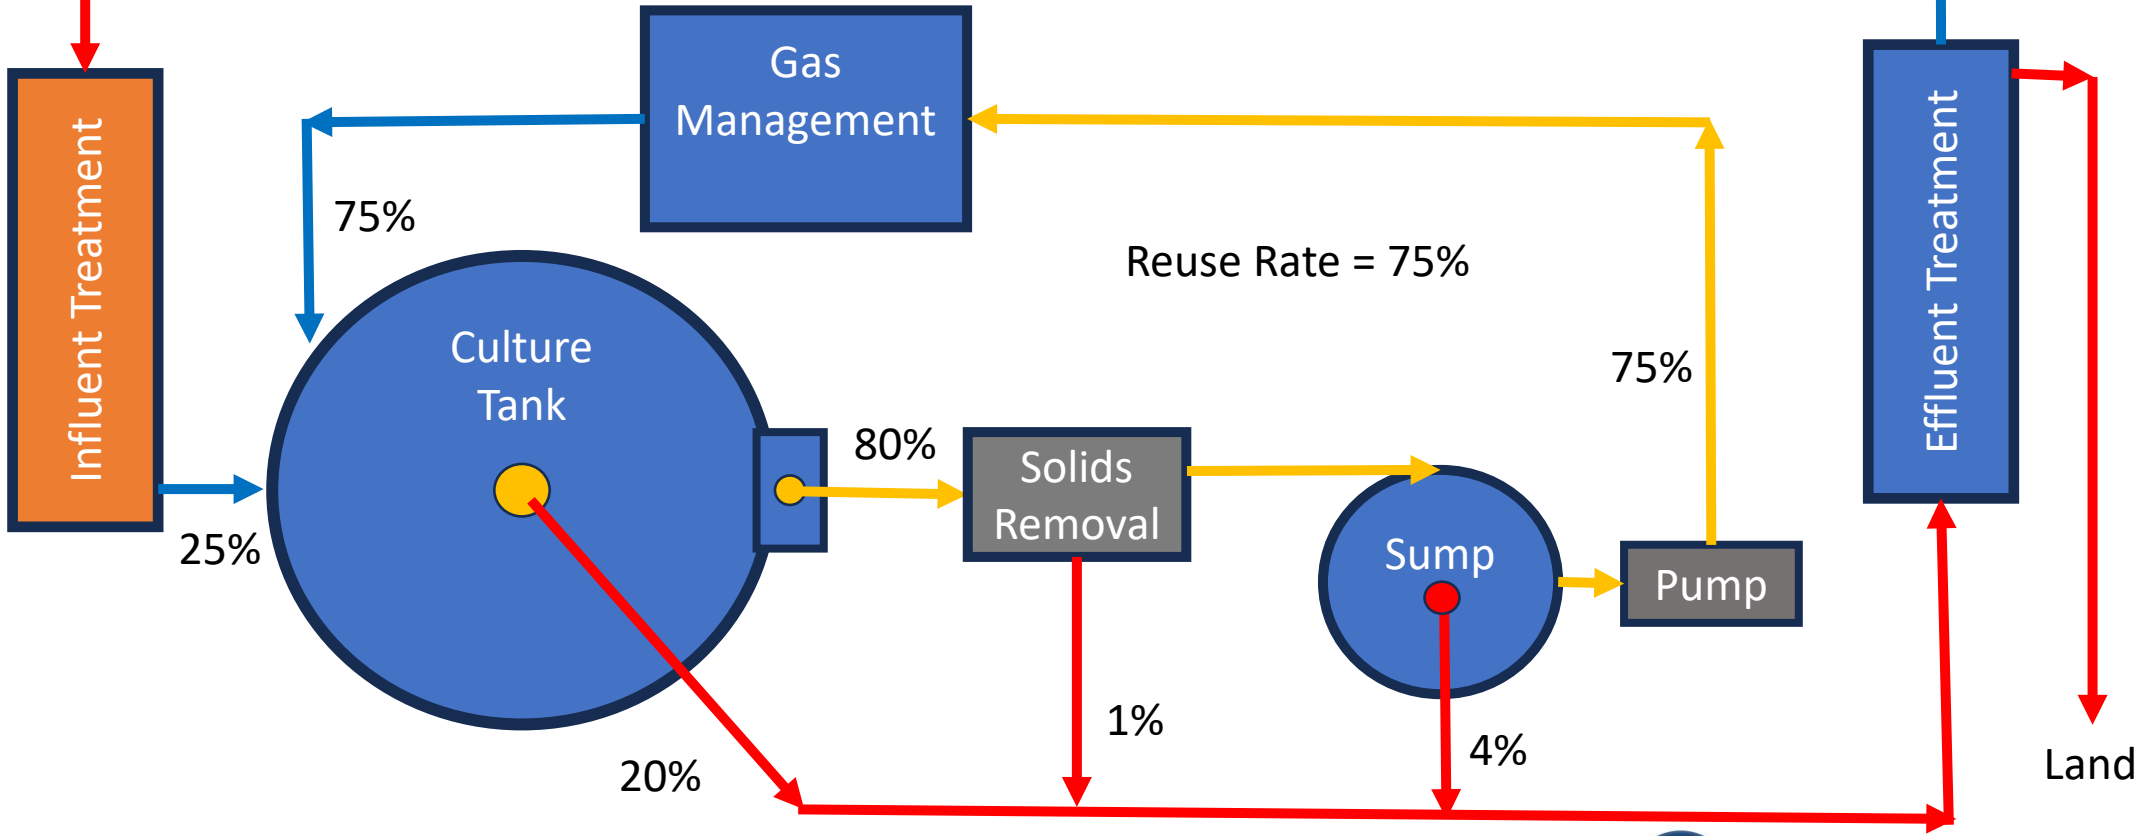 Gas
Management
Influent Treatment
Effluent Treatment
75%
Reuse Rate = 75%
Culture
Tank
75%
80%
Solids
Removal
25%
Sump
Pump
1%
4%
20%
Land